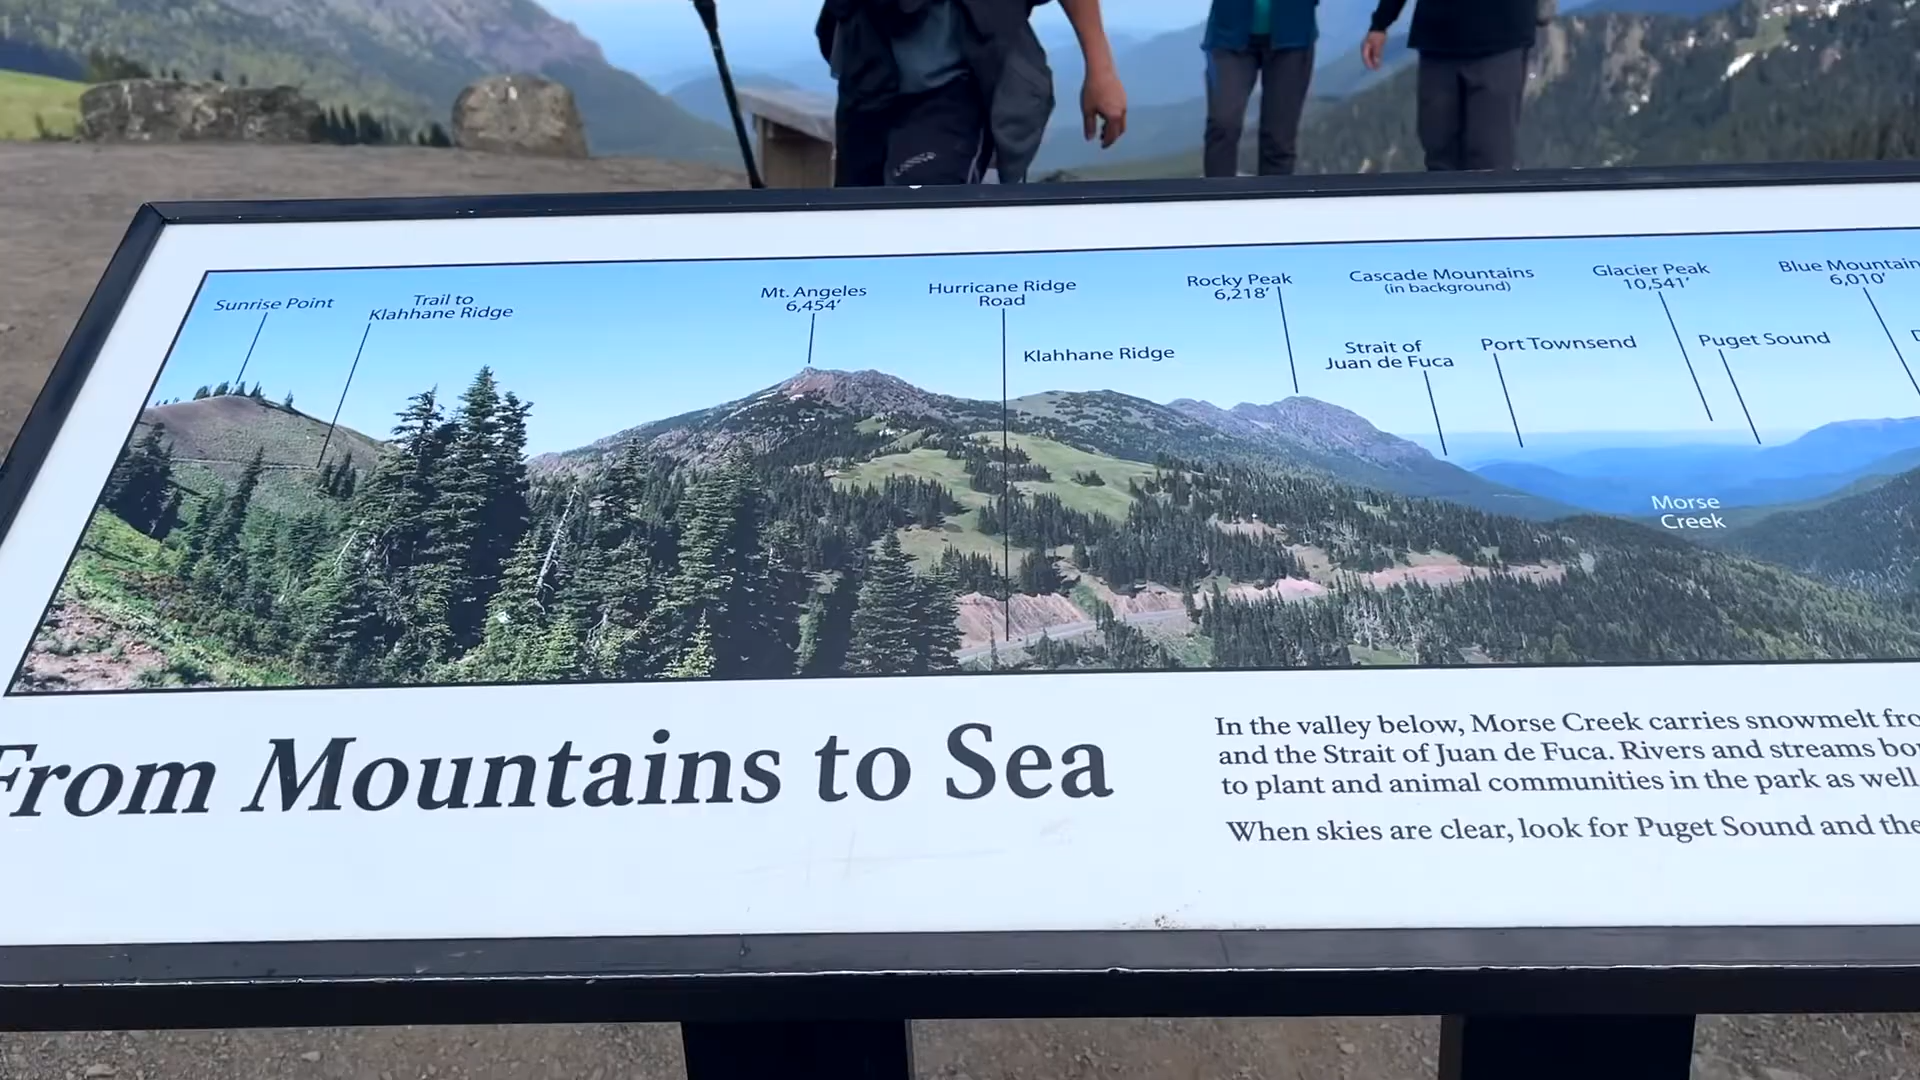 Sunrise Point
Trail to
Klahhane Ridge
Mt. Angeles
6,454′
Hurricane Ridge
Road
Klahhane Ridge
Rocky Peak
6,218′
Cascade Mountains
(in background)
Strait of
Juan de Fuca
Port Townsend
Glacier Peak
10,541′
Puget Sound
Blue Mountain
6,010′
Morse
Creek
From Mountains to Sea
In the valley below, Morse Creek carries snowmelt
and the Strait of Juan de Fuca. Rivers and streams
to plant and animal communities in the park as well
When skies are clear, look for Puget Sound and the